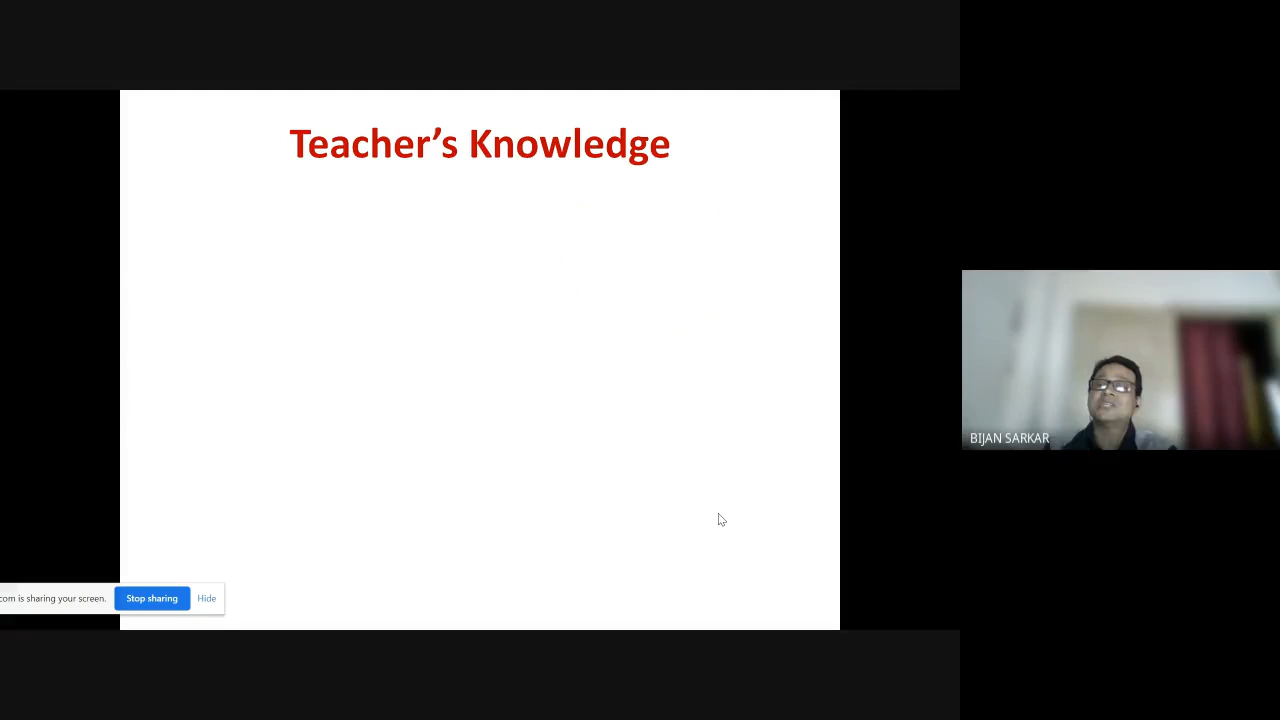 Teacher’s Knowledge
BIJAN SARKAR
com is sharing your screen.
Stop sharing
Hide